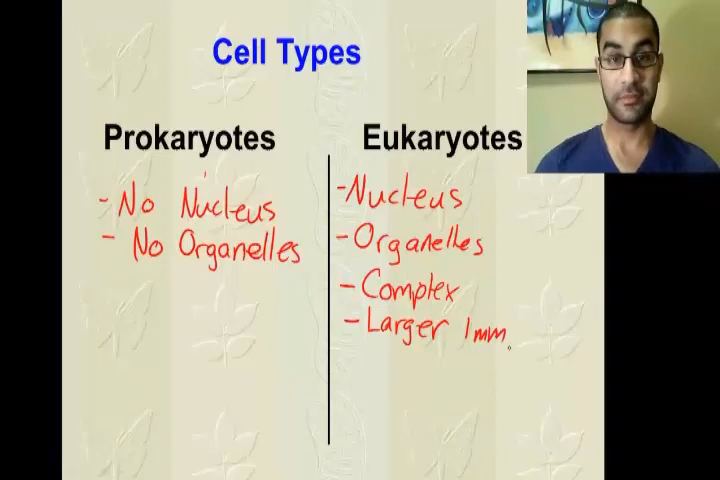 Cell Types
Prokaryotes
- No Nucleus
- No Organelles
Eukaryotes
- Nucleus
- Organelles
- Complex
- Larger 1mm